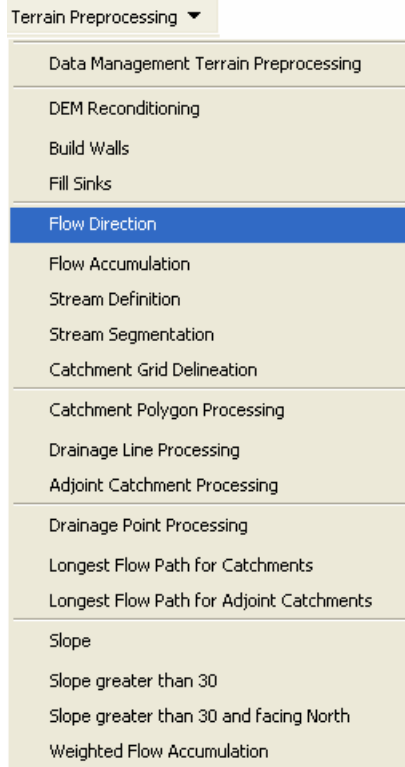 Terrain Preprocessing
Data Management Terrain Preprocessing
DEM Reconditioning
Build Walls
Fill Sinks
Flow Direction
Flow Accumulation
Stream Definition
Stream Segmentation
Catchment Grid Delineation
Catchment Polygon Processing
Drainage Line Processing
Adjoint Catchment Processing
Drainage Point Processing
Longest Flow Path for Catchments
Longest Flow Path for Adjoint Catchments
Slope
Slope greater than 30
Slope greater than 30 and facing North
Weighted Flow Accumulation